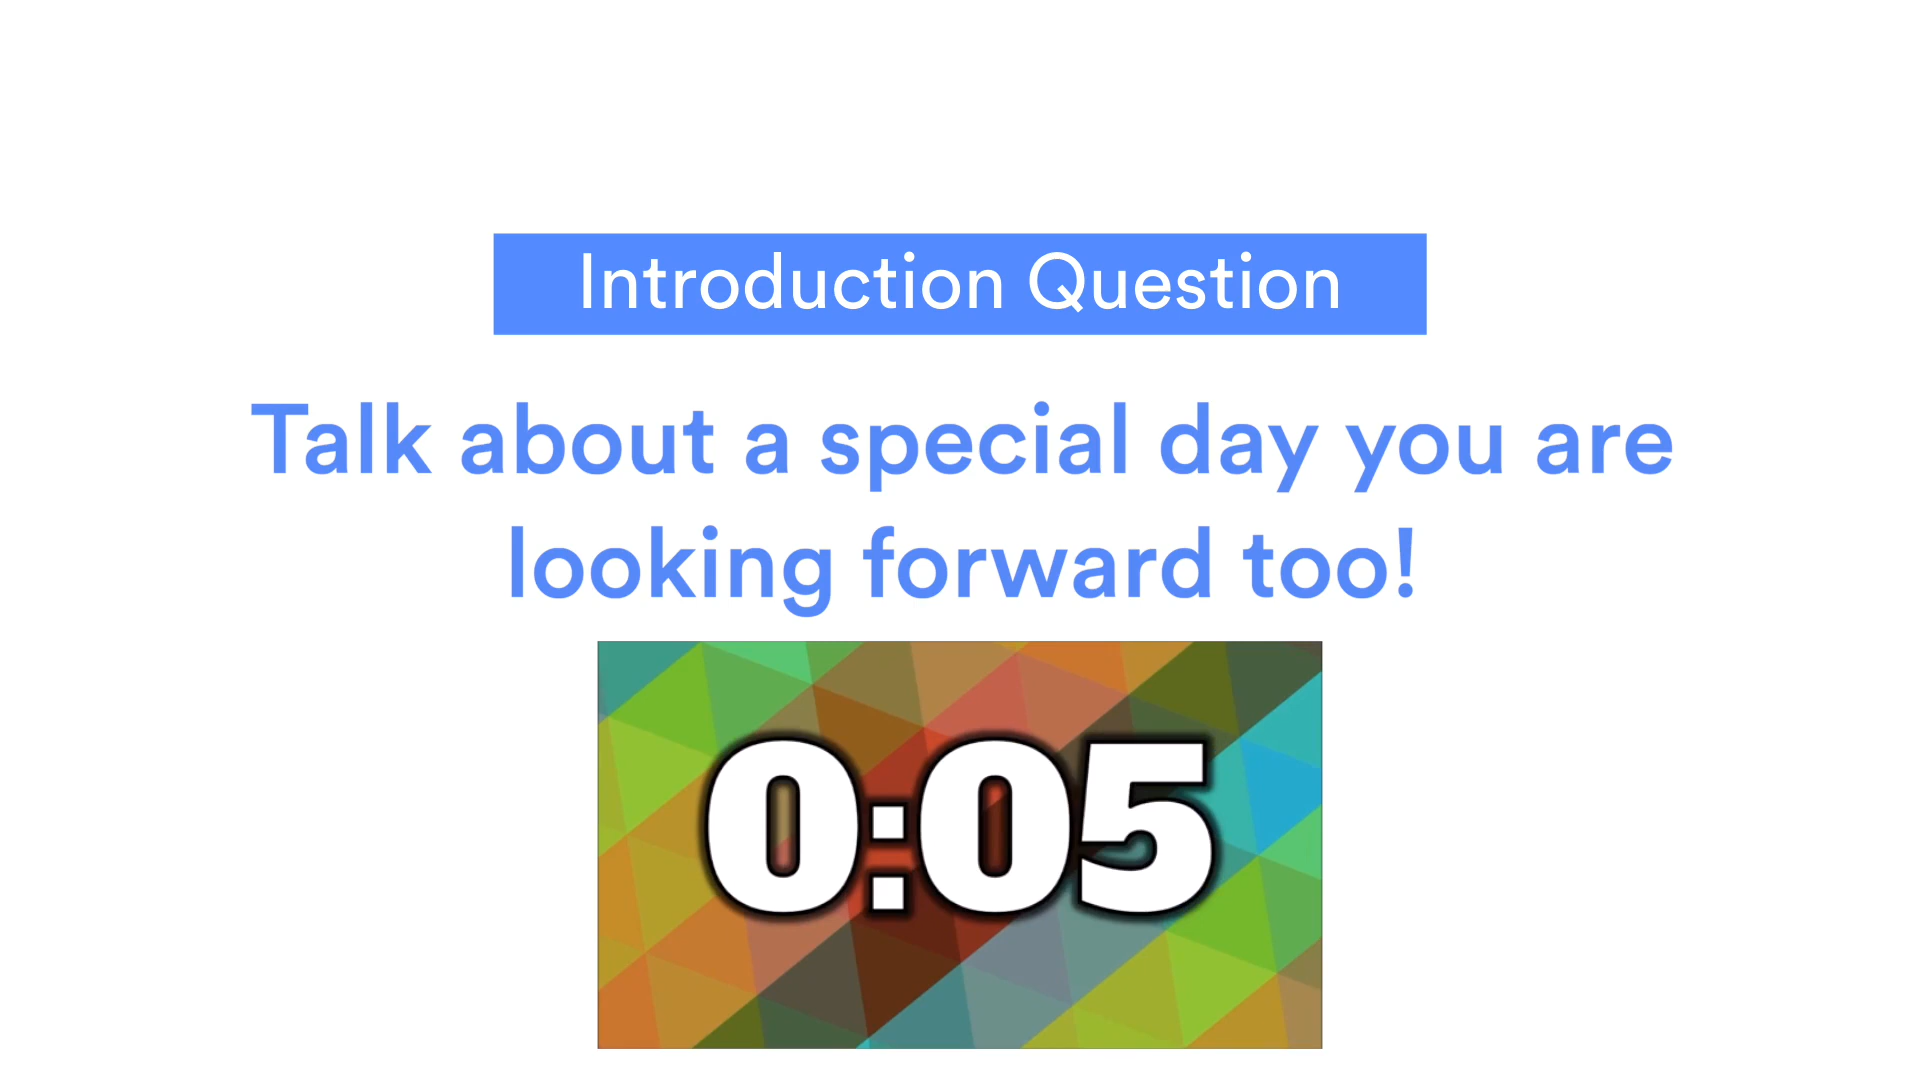 Introduction Question
Talk about a special day you are
looking forward too!
0:05